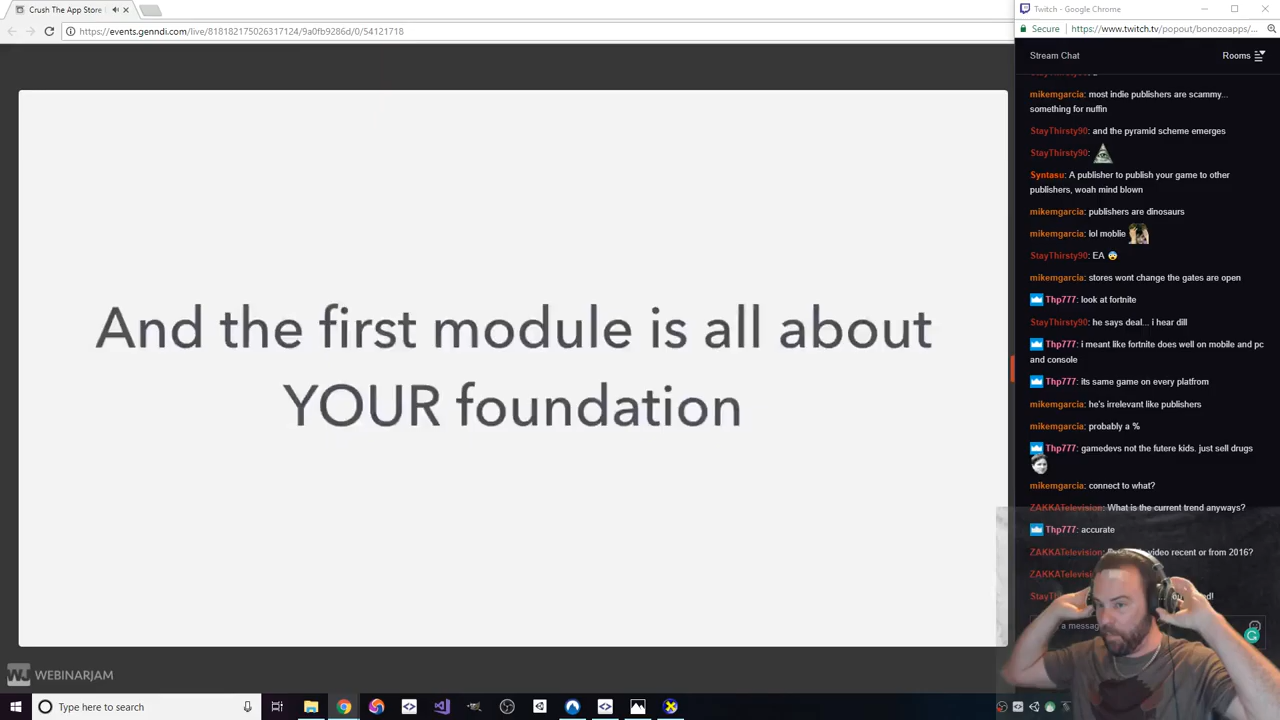 Crush The App Store
Twitch - Google Chrome
https://events.genndi.com/live/818182175026317124/9a0fb9286d/0/54121718
Secure
https://www.twitch.tv/popout/bonozoapps/...
Stream Chat
Rooms
mikemgarcia: most indie publishers are scammy...
something for nuffin
StayThirsty90: and the pyramid scheme emerges
StayThirsty90:
Syntasu: A publisher to publish your game to other
publishers, woah mind blown
mikemgarcia: publishers are dinosaurs
mikemgarcia: lol moblie
StayThirsty90: EA
mikemgarcia: stores wont change the gates are open
Thp777: look at fortnite
StayThirsty90: he says deal... i hear dill
Thp777: i meant like fortnite does well on mobile and pc
and console
Thp777: its same game on every platfrom
mikemgarcia: he's irrelevant like publishers
mikemgarcia: probably a %
Thp777: gamedevs not the futere kids. just sell drugs
mikemgarcia: connect to what?
ZAKKATelevision: What is the current trend anyways?
Thp777: accurate
ZAKKATelevision: video recent or from 2016?
And the first module is all about
YOUR foundation
WJ WEBINARJAM
Type here to search